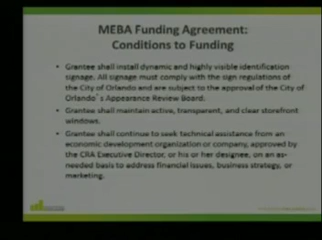 MEBA Funding Agreement:
Conditions to Funding
• Grantee shall install dynamic and highly visible identification
signage. All signage must comply with the sign regulations of
the City of Orlando and are subject to the approval of the City of
Orlando's Appearance Review Board.
• Grantee shall maintain active, transparent, and clear storefront
windows.
• Grantee shall continue to seek technical assistance from an
economic development organization or company, approved by
the CRA Executive Director, or his or her designee, on an as-
needed basis to address financial issues, business strategy, or
marketing.